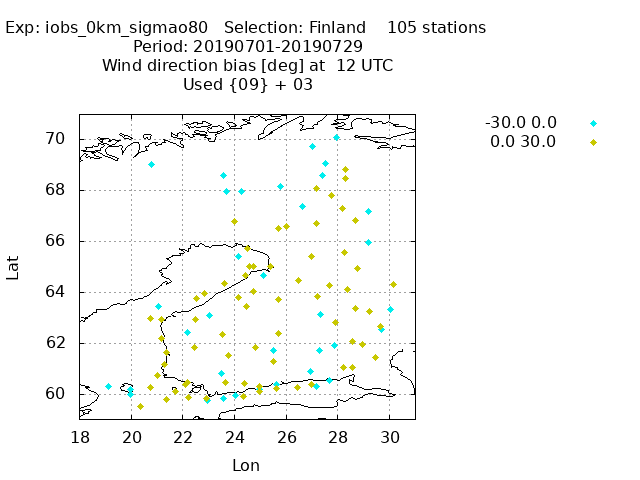 Exp: iobs_0km_sigmao80   Selection: Finland    105 stations
Period: 20190701-20190729
Wind direction bias [deg] at  12 UTC
Used {09} + 03
-30.0 0.0
0.0 30.0
70
68
66
64
62
60
Lat
18 20 22 24 26 28 30
Lon